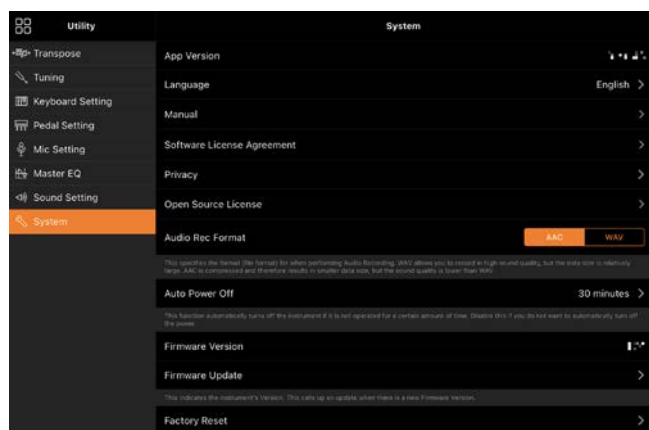 Utility
System
Transpose
App Version
Tuning
Language
English >
Keyboard Setting
Manual
>
Pedal Setting
Mic Setting
Software License Agreement
>
Master EQ
Privacy
>
Sound Setting
Open Source License
>
System
Audio Rec Format
AAC
WAV
This specifies the format (file format) for when performing Audio Recording. WAV allows you to record in high sound quality, but the data size is relatively
large. AAC is compressed and therefore results in smaller data size, but the sound quality is lower than WAV.
Auto Power Off
30 minutes >
This function automatically turns off the instrument if it is not operated for a certain amount of time. Disable this if you do not want to automatically turn off
the power.
Firmware Version
Firmware Update
>
This indicates the instrument's Version. This calls up an update when there is a new Firmware Version.
Factory Reset
>